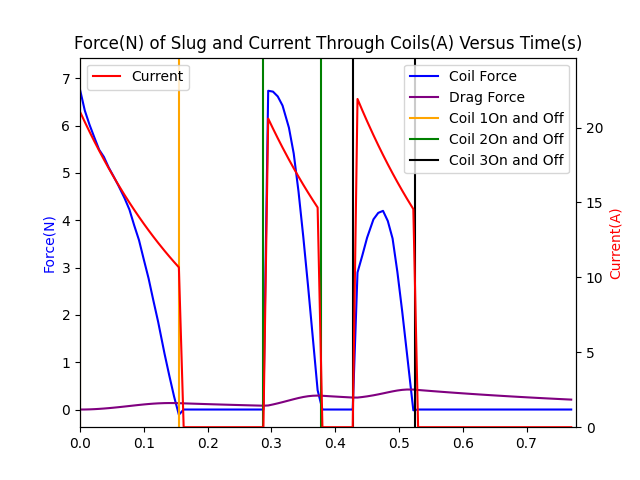 Force(N) of Slug and Current Through Coils(A) Versus Time(s)
Current
Coil Force
Drag Force
Coil 1On and Off
Coil 2On and Off
Coil 3On and Off
Force(N)
7
6
5
4
3
2
1
0
Current(A)
20
15
10
5
0
0.0 0.1 0.2 0.3 0.4 0.5 0.6 0.7